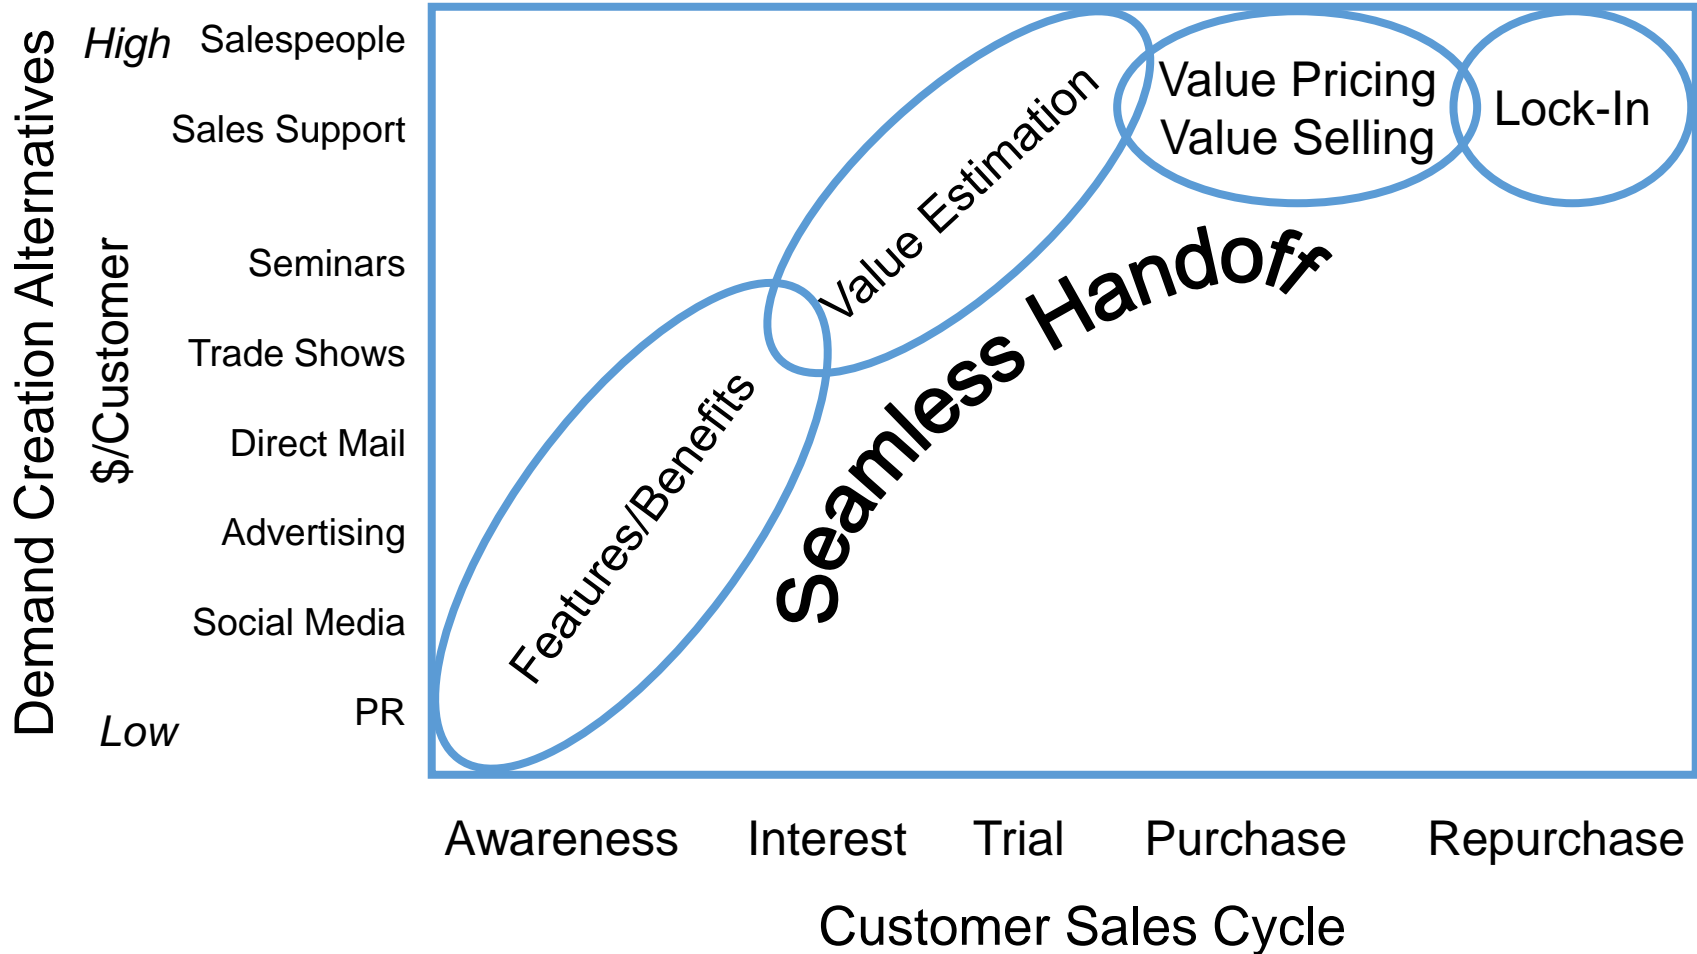 Demand Creation Alternatives
$/Customer
High
Low
Salespeople
Sales Support
Seminars
Trade Shows
Direct Mail
Advertising
Social Media
PR
Features/Benefits
Value Estimation
Value Pricing
Value Selling
Lock-In
Seamless Handoff
Awareness
Interest
Trial
Purchase
Repurchase
Customer Sales Cycle